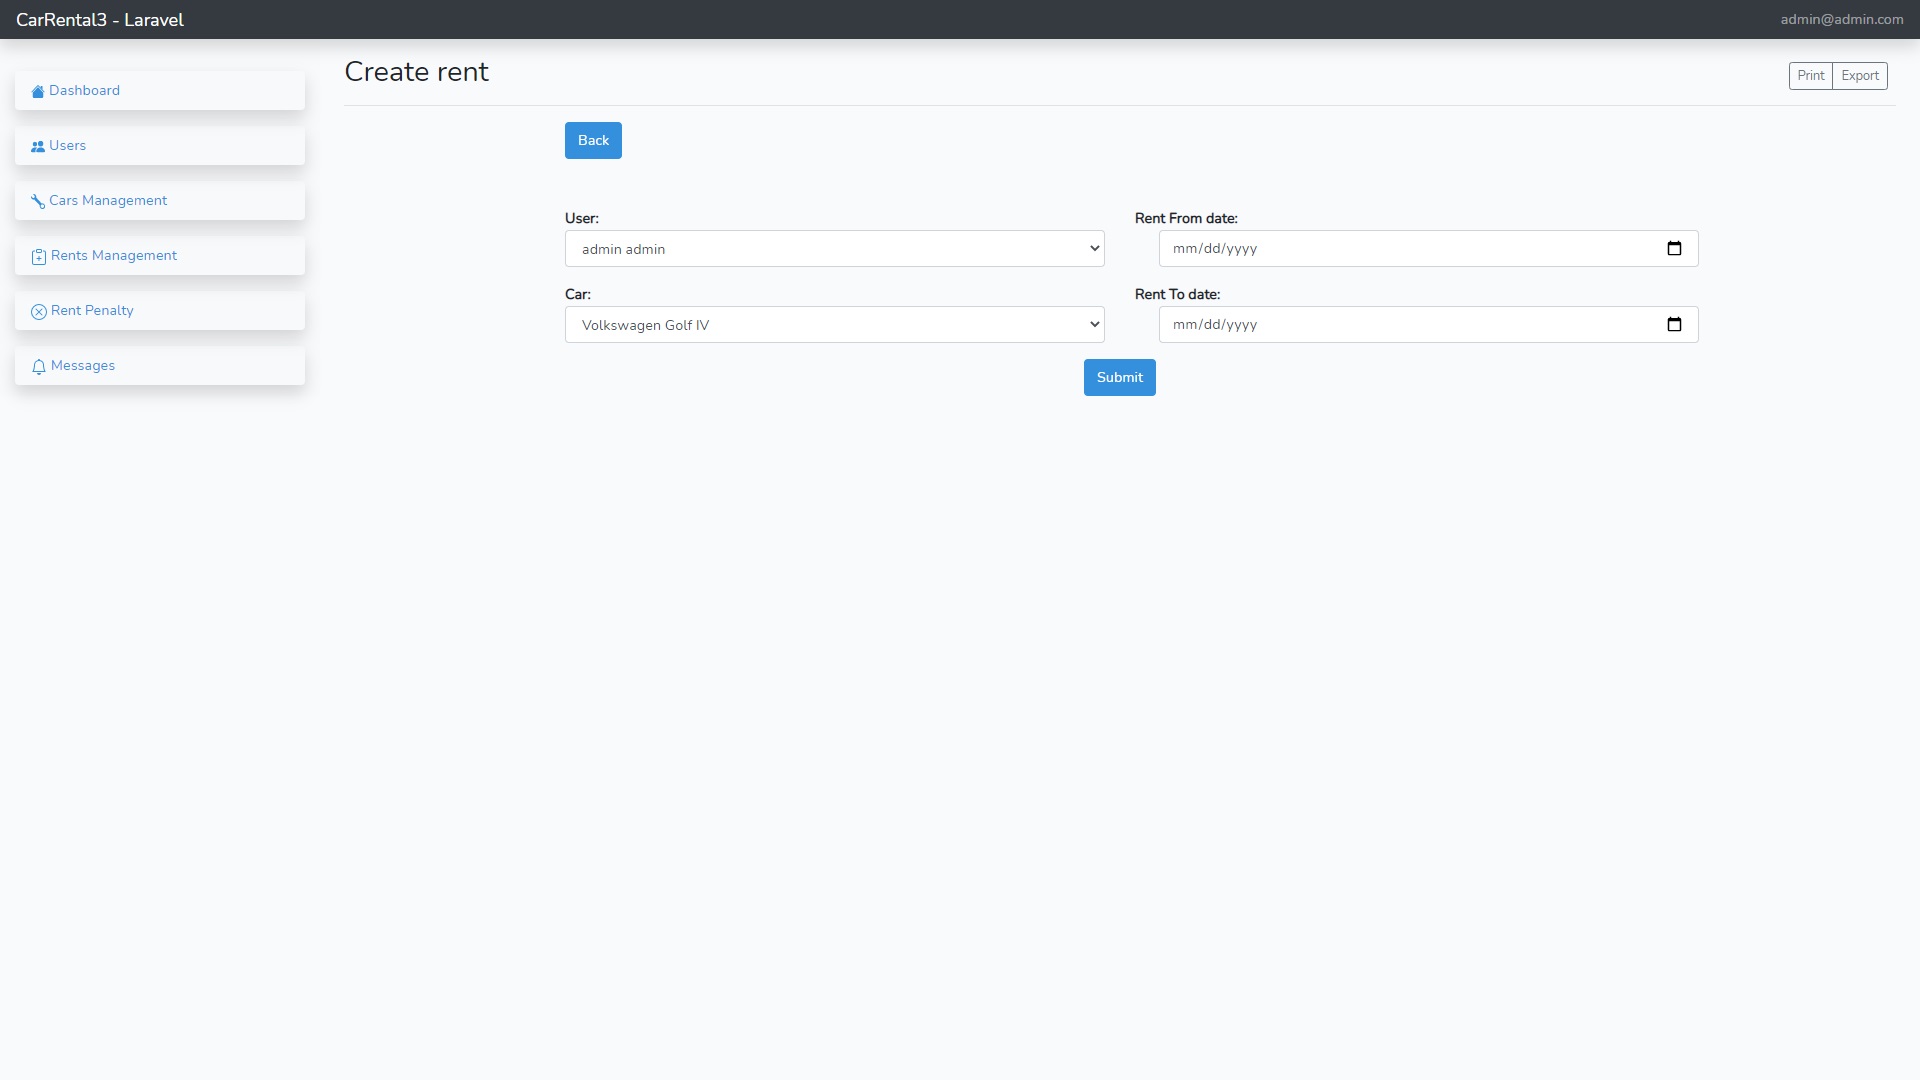 CarRental3 - Laravel
admin@admin.com
Dashboard
Users
Cars Management
Rents Management
Rent Penalty
Messages
Create rent
Print
Export
Back
User:
admin admin
Rent From date:
mm/dd/yyyy
Car:
Volkswagen Golf IV
Rent To date:
mm/dd/yyyy
Submit